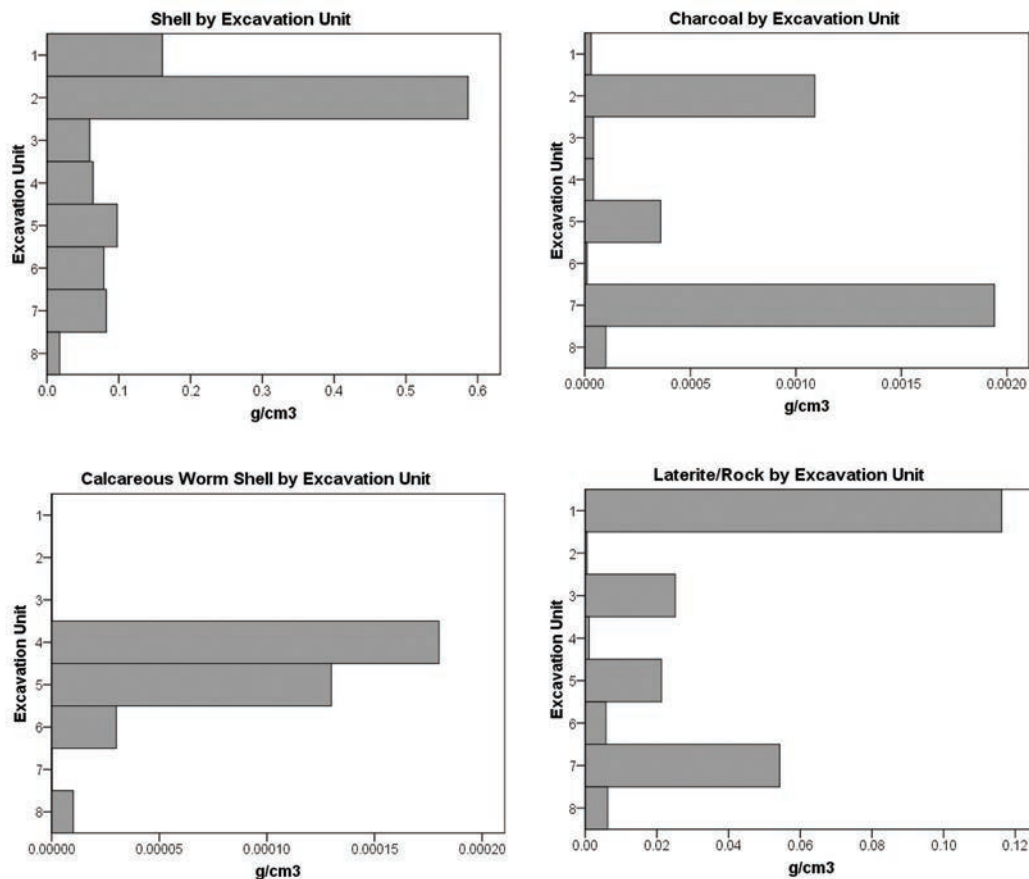 Shell by Excavation Unit
Excavation Unit
1
2
3
4
5
6
7
8
0.0 0.1 0.2 0.3 0.4 0.5 0.6
g/cm3
Charcoal by Excavation Unit
Excavation Unit
1
2
3
4
5
6
7
8
0.0000 0.0005 0.0010 0.0015 0.0020
g/cm3
Calcareous Worm Shell by Excavation Unit
Excavation Unit
1
2
3
4
5
6
7
8
0.00000 0.00005 0.00010 0.00015 0.00020
g/cm3
Laterite/Rock by Excavation Unit
Excavation Unit
1
2
3
4
5
6
7
8
0.00 0.02 0.04 0.06 0.08 0.10 0.12
g/cm3